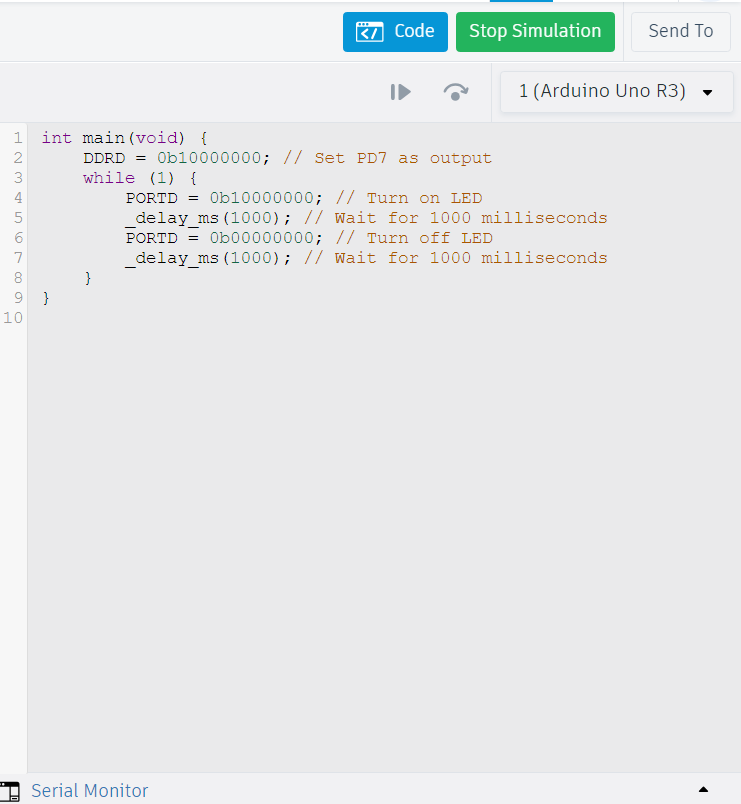 Code
Stop Simulation
Send To
1 (Arduino Uno R3)
1 int main(void) {
2 DDRD = 0b10000000; // Set PD7 as output
3 while (1) {
4 PORTD = 0b10000000; // Turn on LED
5 _delay_ms(1000); // Wait for 1000 milliseconds
6 PORTD = 0b00000000; // Turn off LED
7 _delay_ms(1000); // Wait for 1000 milliseconds
8 }
9 }
10
Serial Monitor